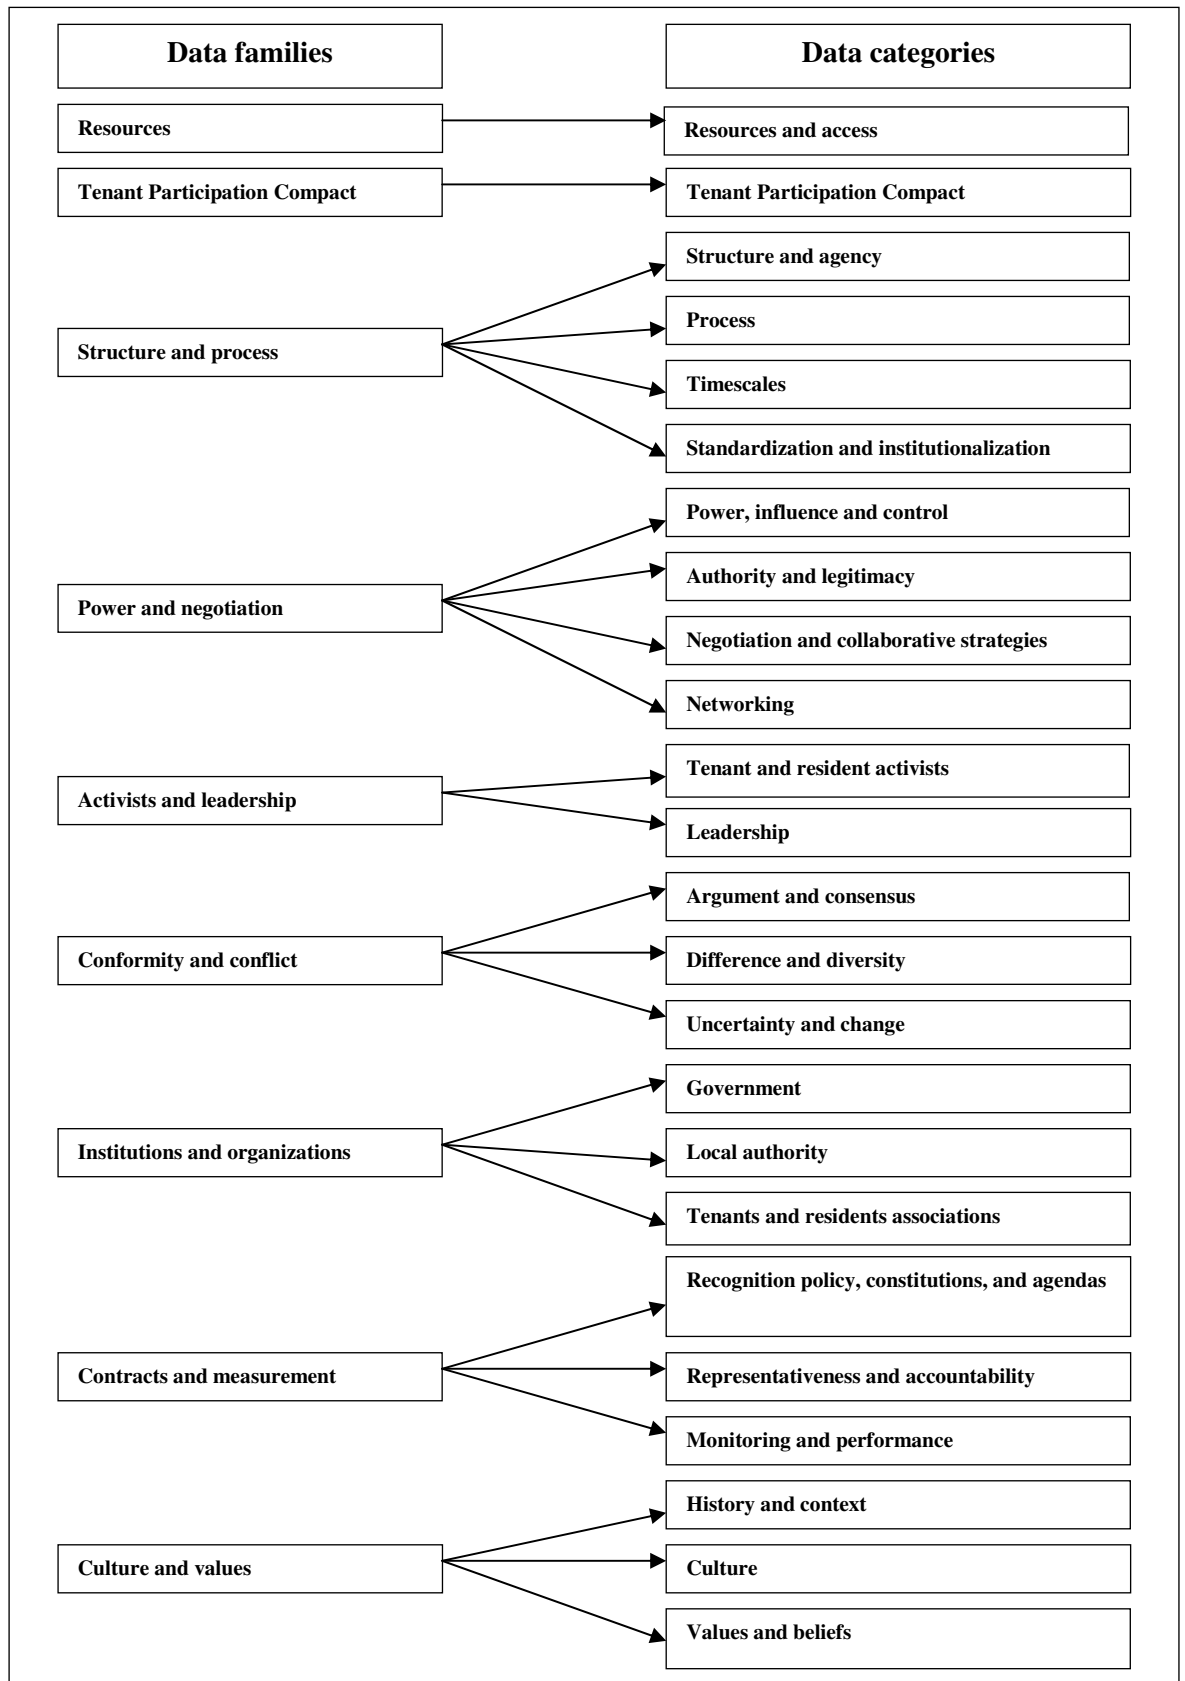 Data families
Data categories
Resources
Resources and access
Tenant Participation Compact
Tenant Participation Compact
Structure and process
Structure and agency
Process
Timescales
Standardization and institutionalization
Power and negotiation
Power, influence and control
Authority and legitimacy
Negotiation and collaborative strategies
Networking
Activists and leadership
Tenant and resident activists
Leadership
Conformity and conflict
Argument and consensus
Difference and diversity
Uncertainty and change
Institutions and organizations
Government
Local authority
Tenants and residents associations
Contracts and measurement
Recognition policy, constitutions, and agendas
Representativeness and accountability
Monitoring and performance
Culture and values
History and context
Culture
Values and beliefs